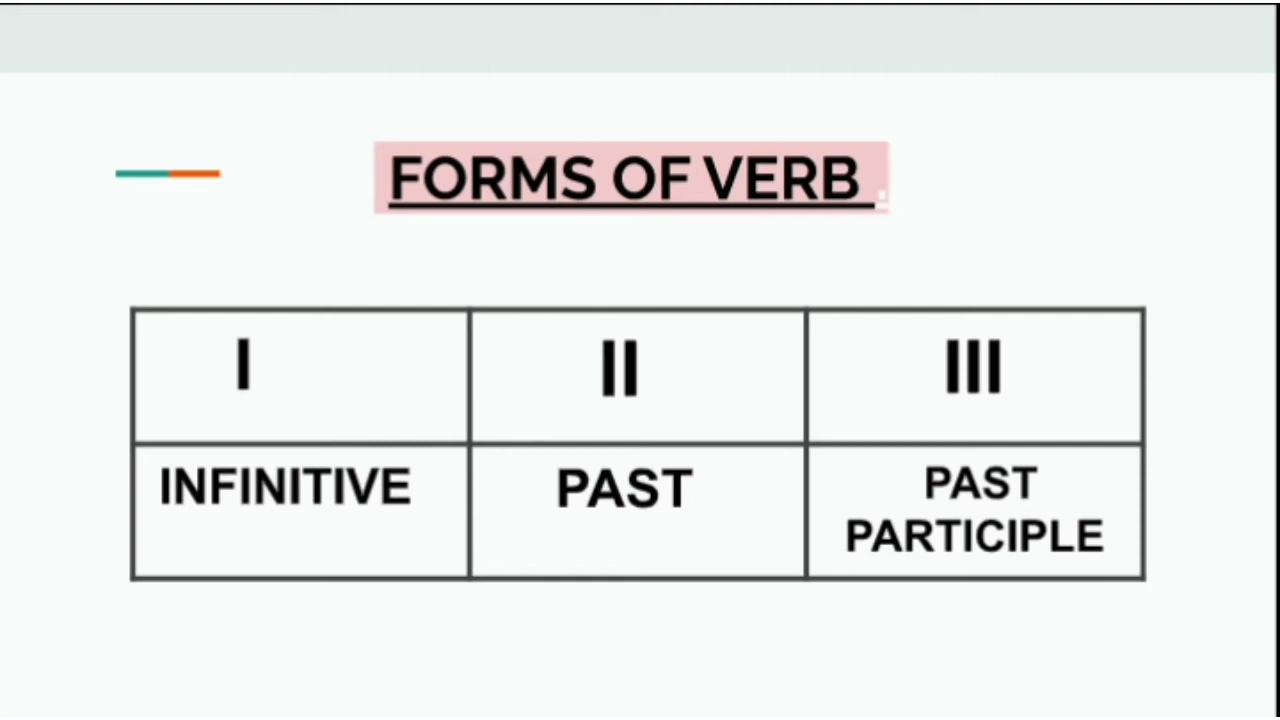 FORMS OF VERB .
I II III
INFINITIVE PAST PAST
PARTICIPLE